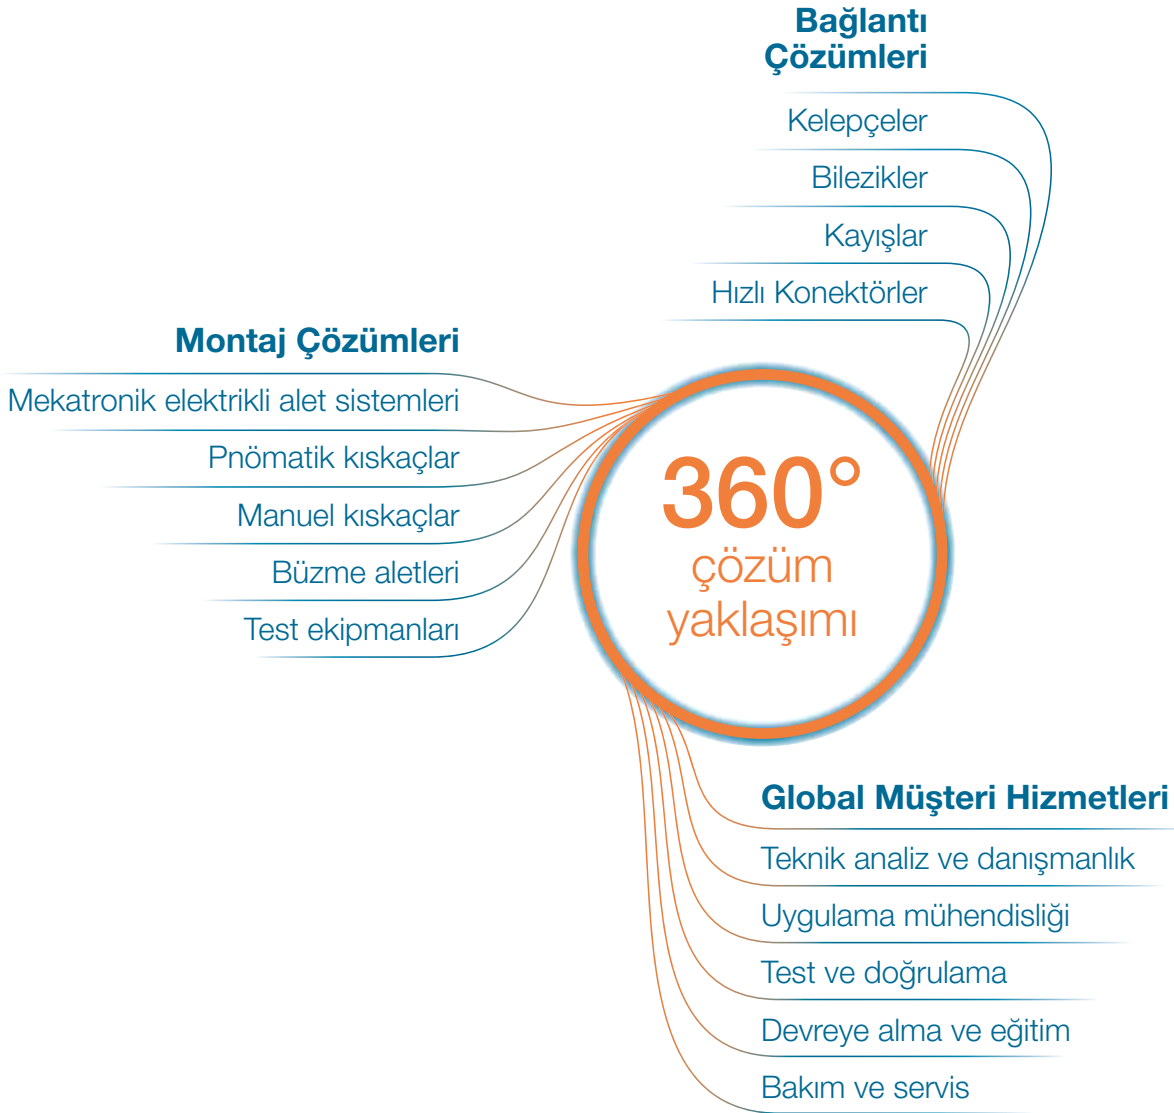 Bağlantı
Çözümleri
Kelepçeler
Bilezikler
Kayışlar
Hızlı Konektörler
Montaj Çözümleri
Mekatronik elektrikli alet sistemleri
Pnömatik kıskaçlar
Manuel kıskaçlar
Büzme aletleri
Test ekipmanları
360°
çözüm
yaklaşımı
Global Müşteri Hizmetleri
Teknik analiz ve danışmanlık
Uygulama mühendisliği
Test ve doğrulama
Devreye alma ve eğitim
Bakım ve servis